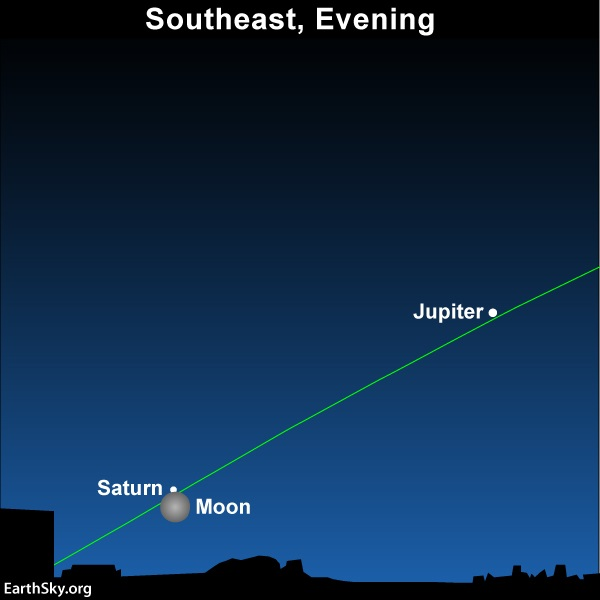 Southeast, Evening
Jupiter
Saturn
Moon
EarthSky.org